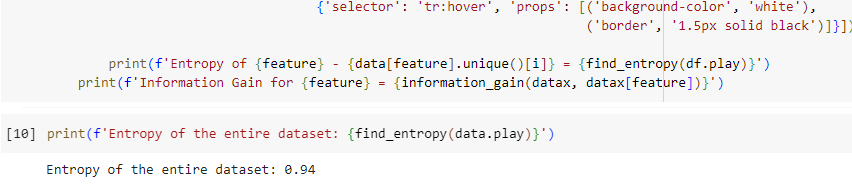 {'selector': 'tr:hover', 'props': [('background-color', 'white'),
('border', '1.5px solid black')]}])
print(f'Entropy of {feature} - {data[feature].unique()[i]} = {find_entropy(df.play)}')
print(f'Information Gain for {feature} = {information_gain(datax, datax[feature])}')
[10] print(f'Entropy of the entire dataset: {find_entropy(data.play)}')
Entropy of the entire dataset: 0.94